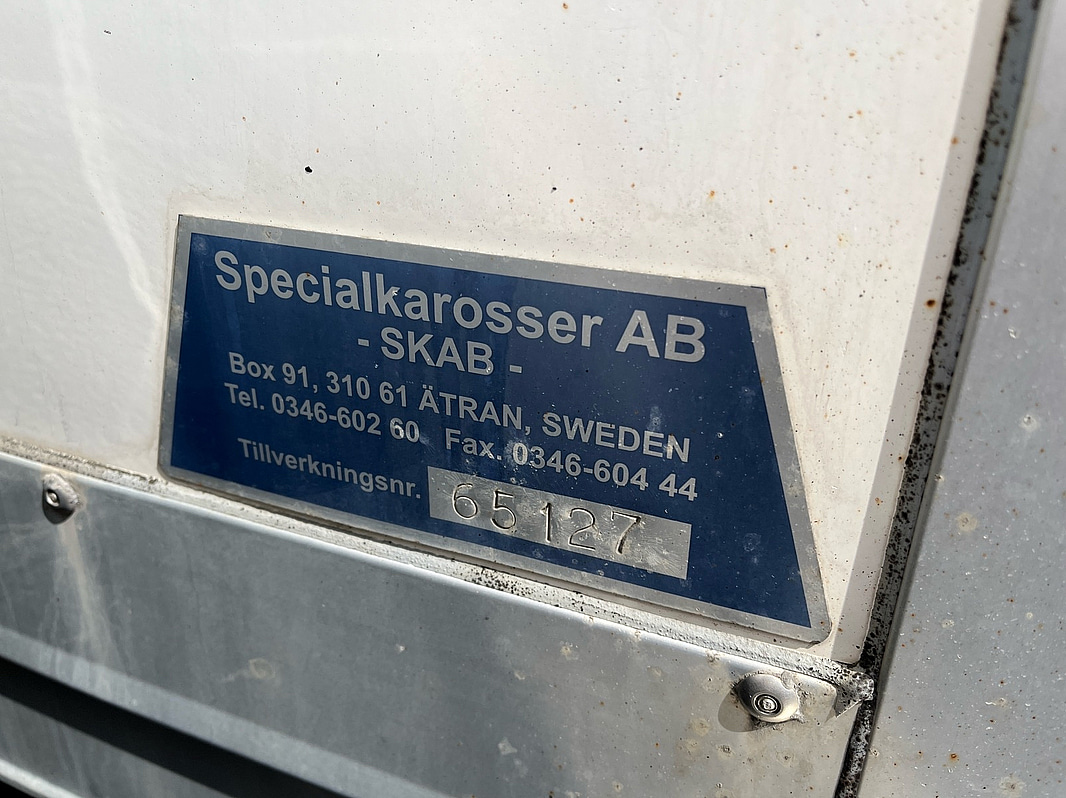 Specialkarosser AB
- SKAB -
Box 91, 310 61 ÄTRAN, SWEDEN
Tel. 0346-602 60 Fax. 0346-604 44
Tillverkningsnr. 65127